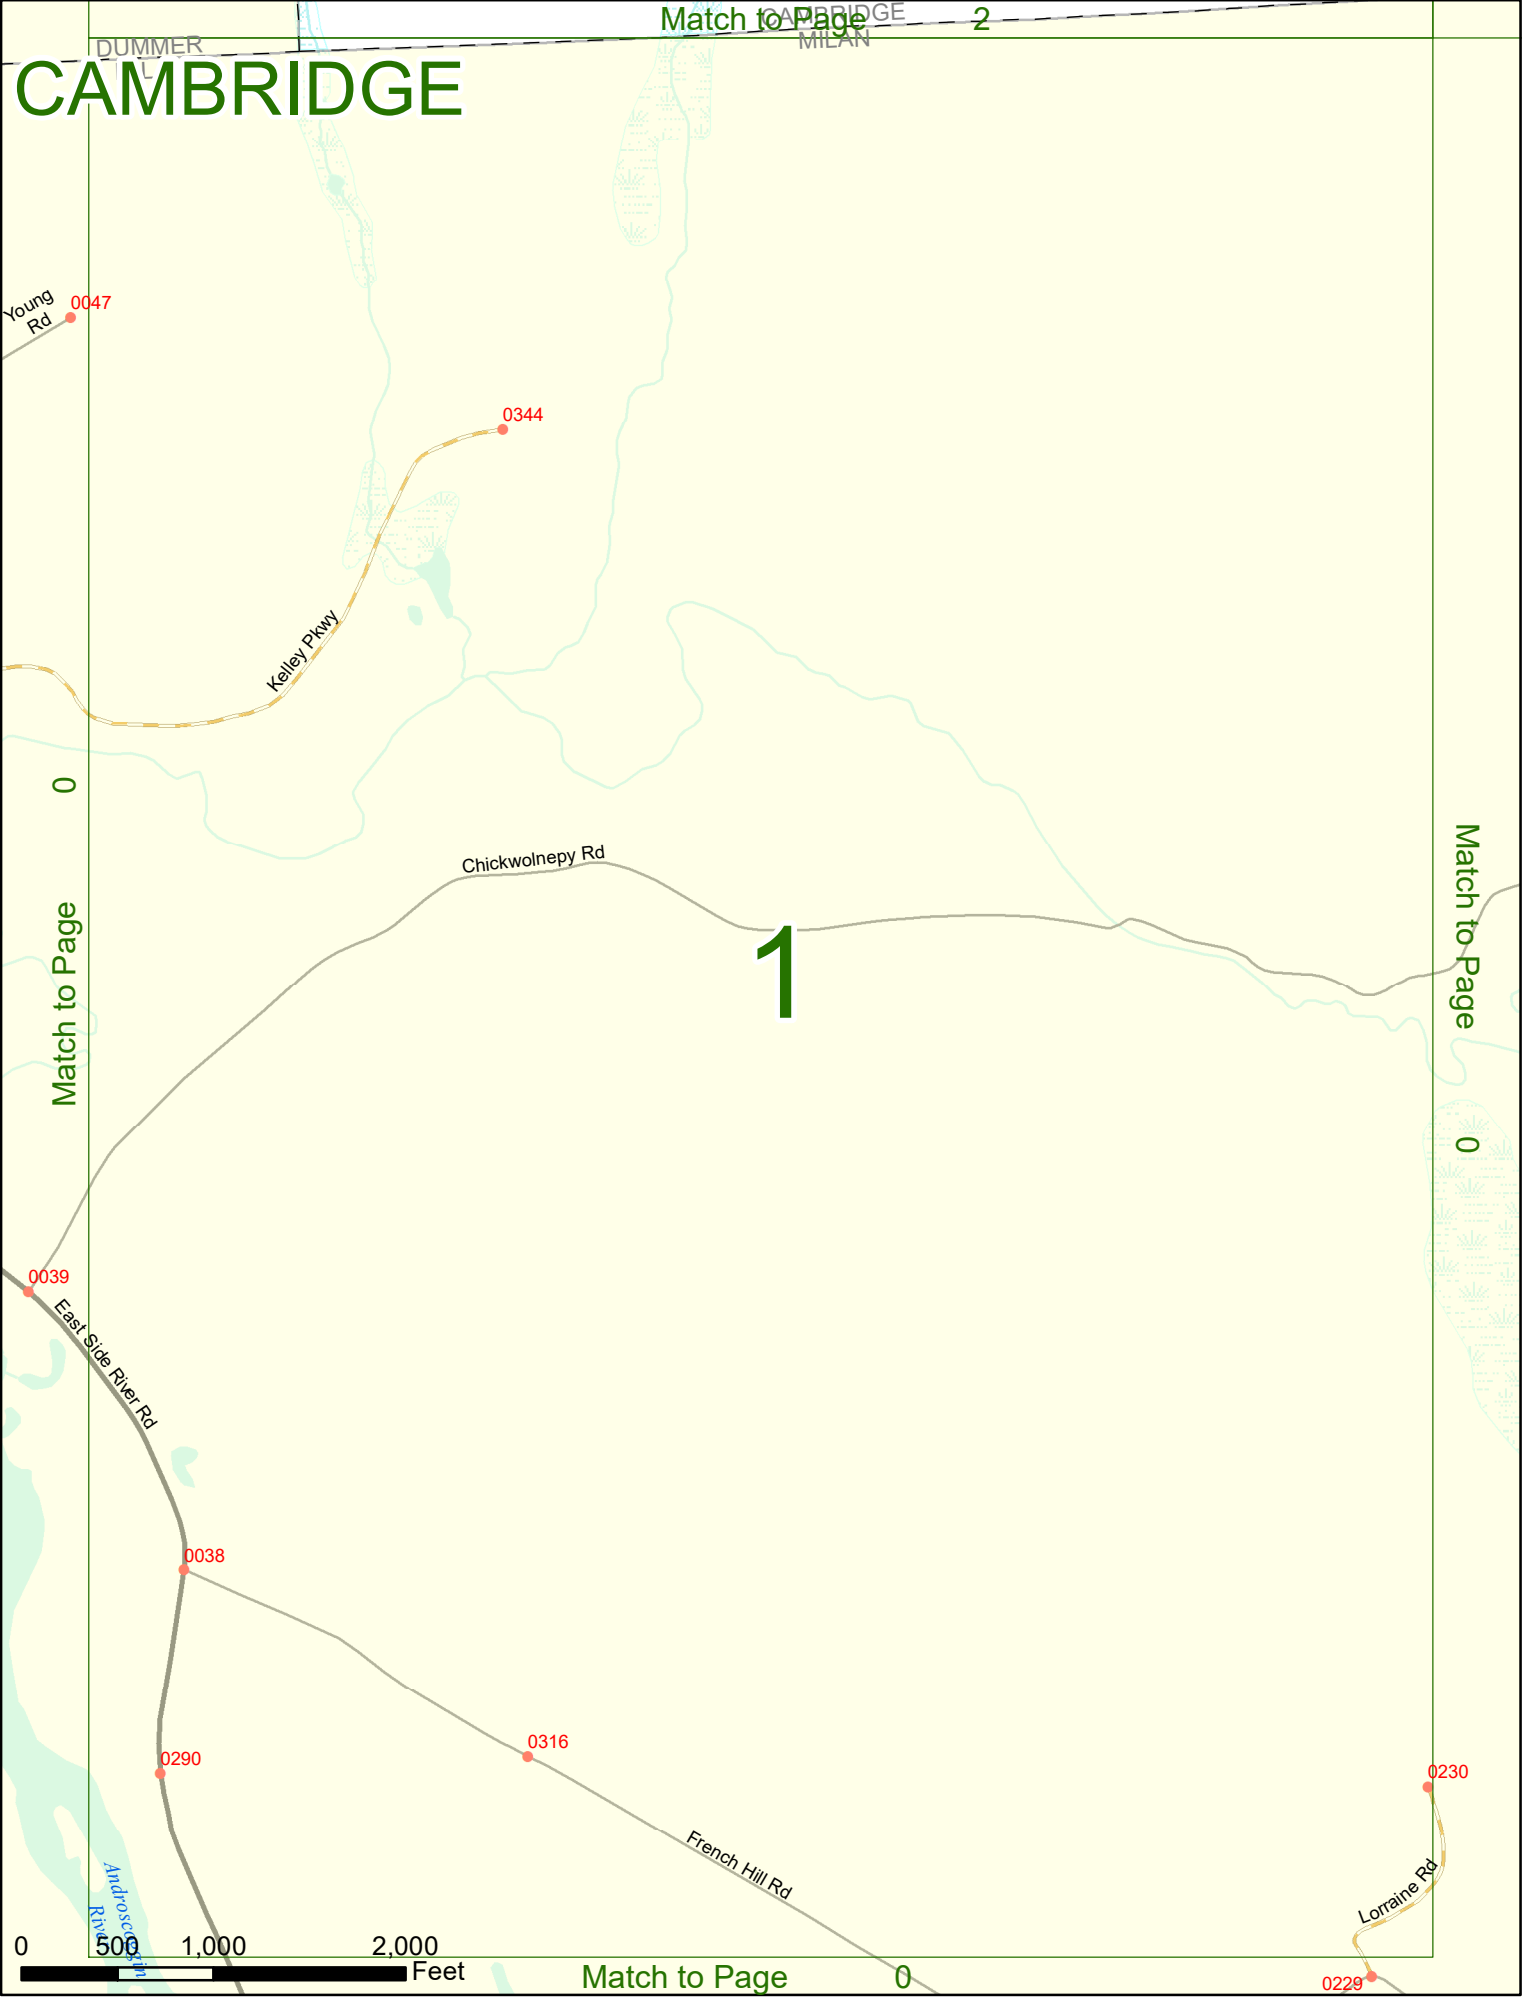 Match to Page 2
CAMBRIDGE
MILAN
DUMMER
CAMBRIDGE
Young
Rd
0047
0344
Kelley Pkwy
Match to Page 0
Chickwolnepy Rd
1
Match to Page 0
0039
East Side River Rd
0038
0316
0290
0230
French Hill Rd
Lorraine Rd
Androscoggin
0 500 1,000 2,000
Feet
Match to Page 0
0229